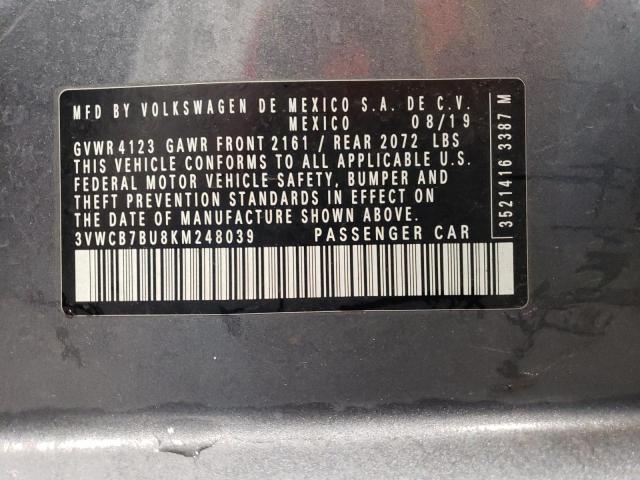 MFD BY VOLKSWAGEN DE MEXICO S.A. DE C.V.
MEXICO 08/19
GVWR 4123 GAWR FRONT 2161 / REAR 2072 LBS
THIS VEHICLE CONFORMS TO ALL APPLICABLE U.S.
FEDERAL MOTOR VEHICLE SAFETY, BUMPER AND
THEFT PREVENTION STANDARDS IN EFFECT ON
THE DATE OF MANUFACTURE SHOWN ABOVE.
3VWCB7BU8KM248039 PASSENGER CAR
3521416 3387 M